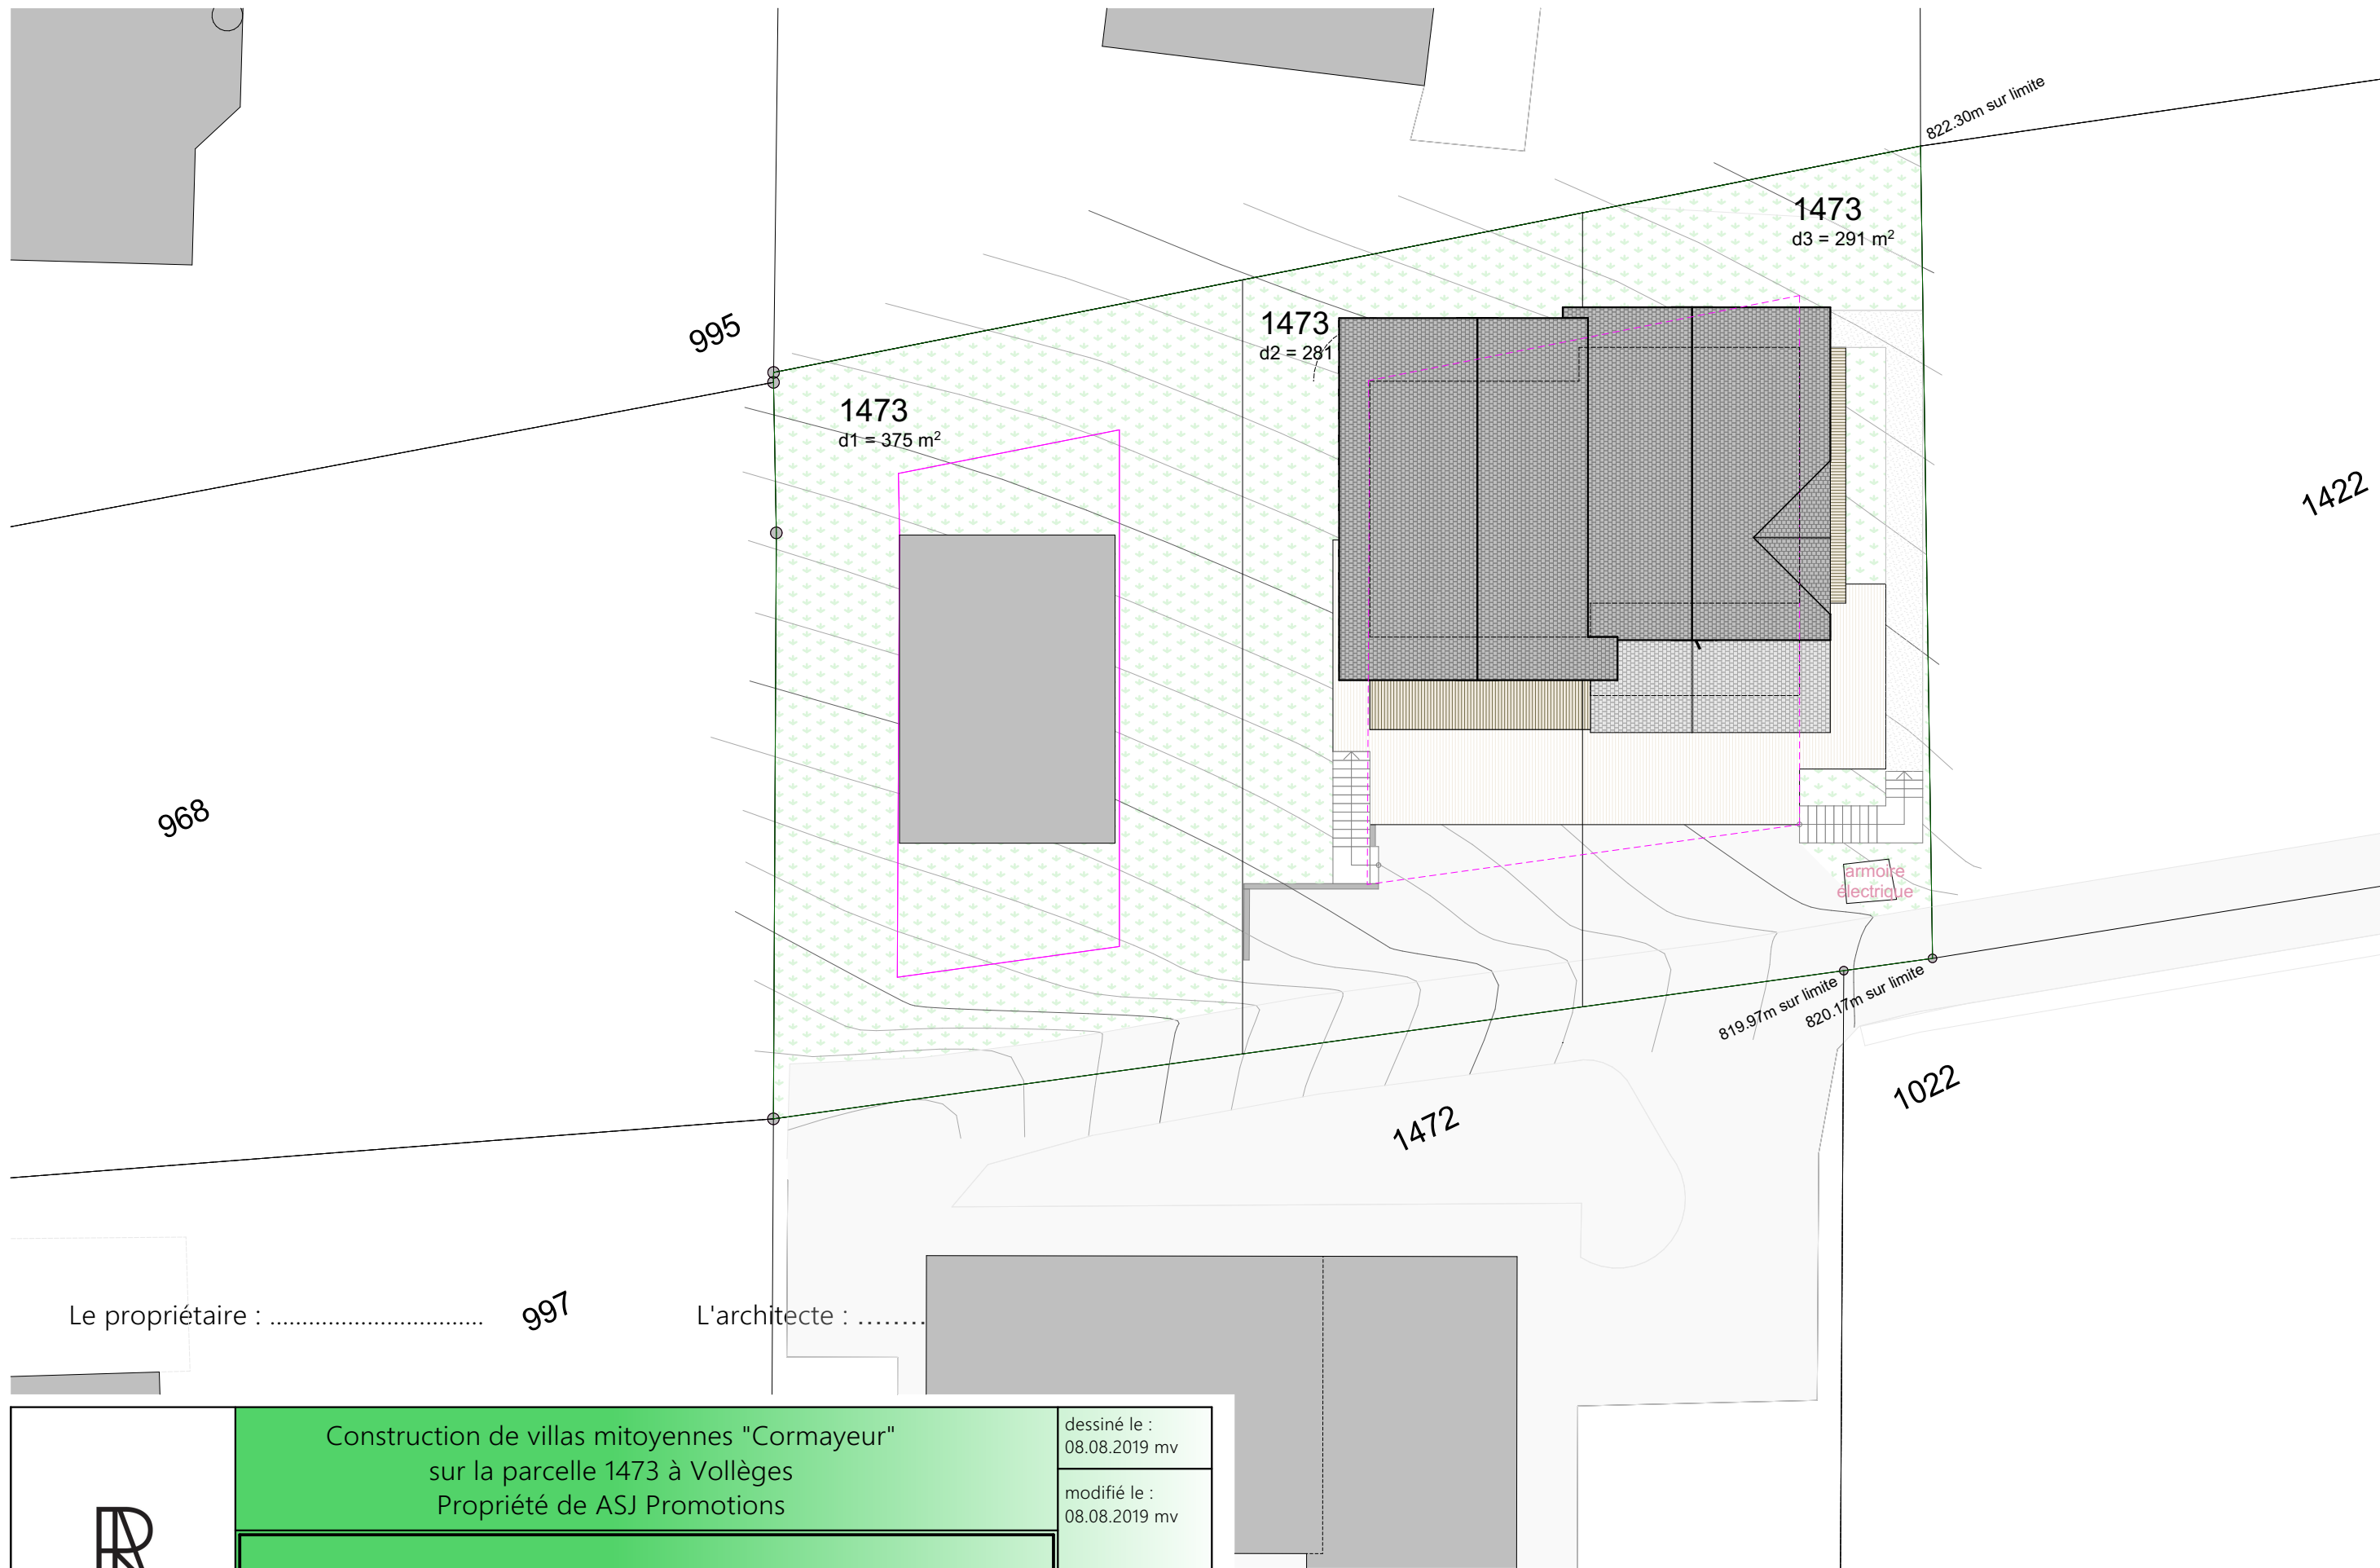 822.30m sur limite
1473
d3 = 291 m²
995
1473
d2 = 281
1473
d1 = 375 m²
1422
968
armoire
électrique
819.97m sur limite
820.17m sur limite
1022
1472
Le propriétaire : .................................
997
L'architecte : ........
Construction de villas mitoyennes "Cormayeur"
sur la parcelle 1473 à Vollèges
Propriété de ASJ Promotions
dessiné le :
08.08.2019 mv
modifié le :
08.08.2019 mv